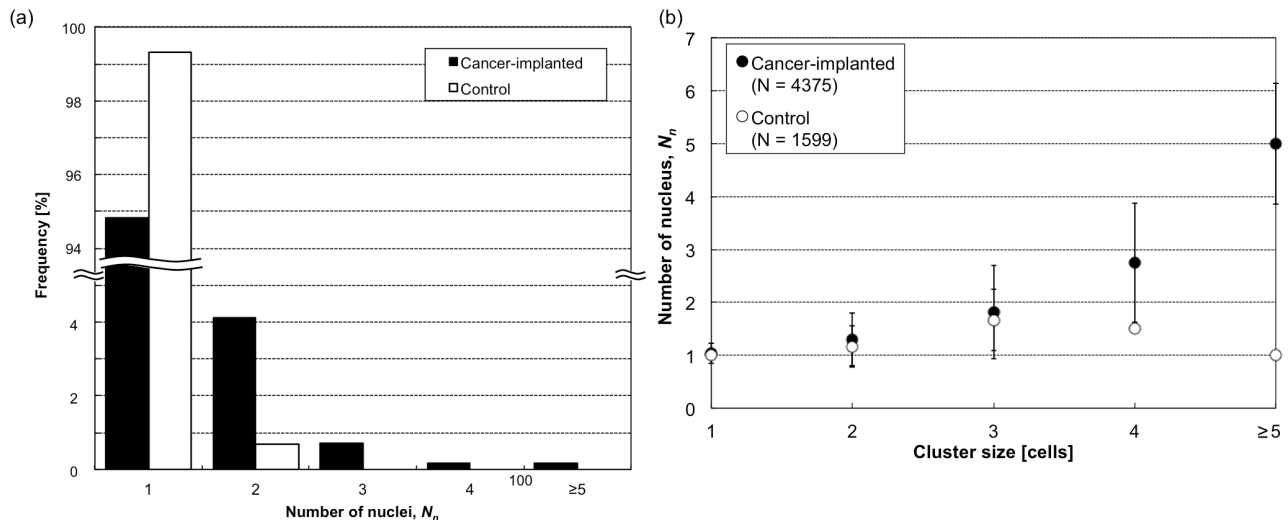 (a)
100
98
96
94
4
2
0
Frequency [%]
Cancer-implanted
Control
1
2
3
4
100
≥5
Number of nuclei, Nn
(b)
7
6
5
4
3
2
1
0
Number of nucleus, Nn
Cancer-implanted
(N = 4375)
Control
(N = 1599)
1
2
3
4
≥5
Cluster size [cells]